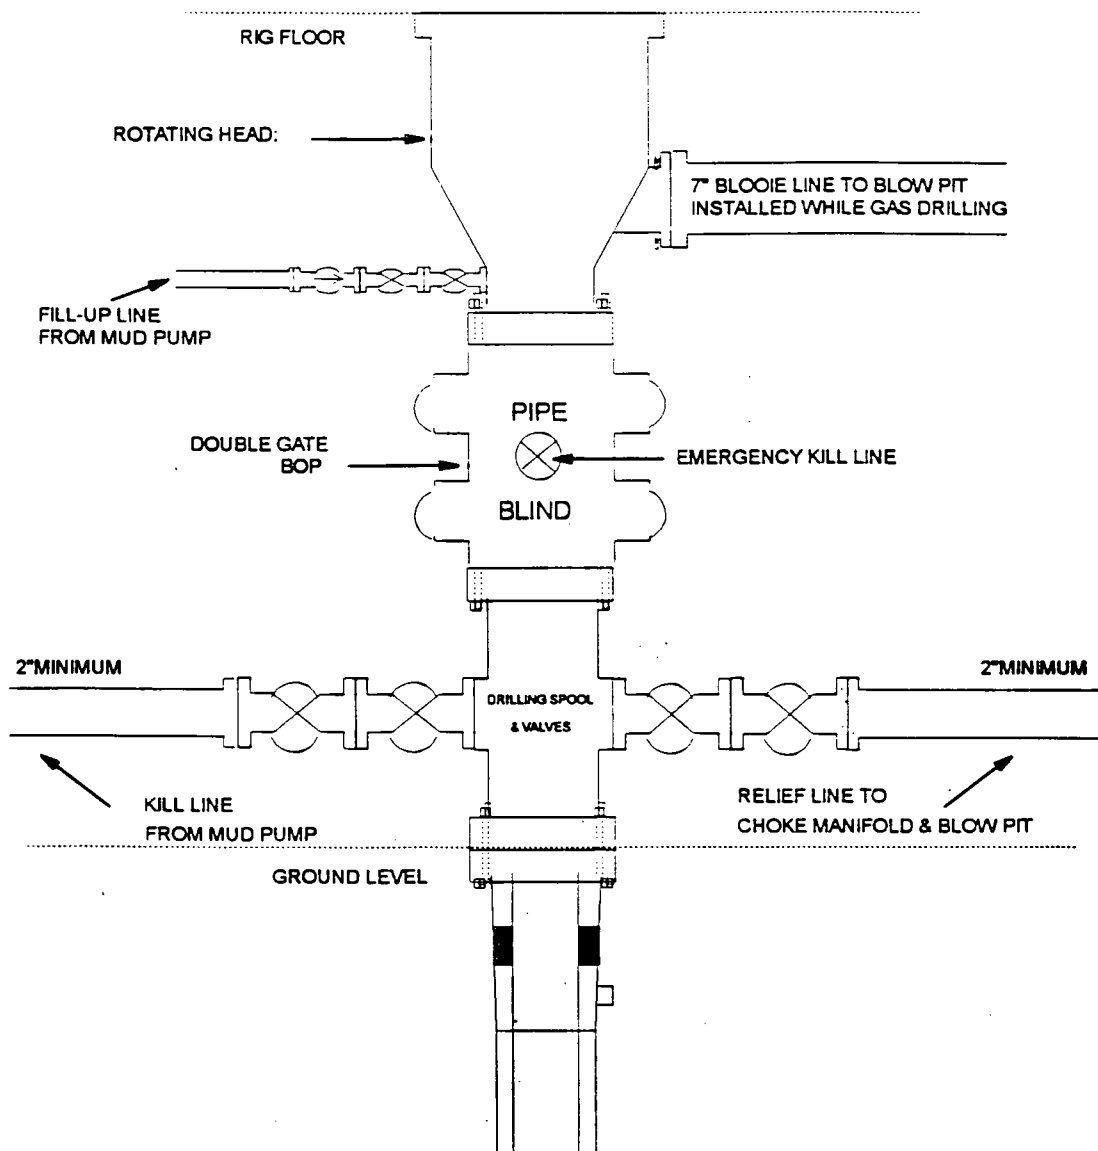 RIG FLOOR
ROTATING HEAD:
7" BLOOIE LINE TO BLOW PIT
INSTALLED WHILE GAS DRILLING
FILL-UP LINE
FROM MUD PUMP
PIPE
DOUBLE GATE
BOP
EMERGENCY KILL LINE
BLIND
2"MINIMUM
2"MINIMUM
DRILLING SPOOL
& VALVES
KILL LINE
FROM MUD PUMP
RELIEF LINE TO
CHOKE MANIFOLD & BLOW PIT
GROUND LEVEL